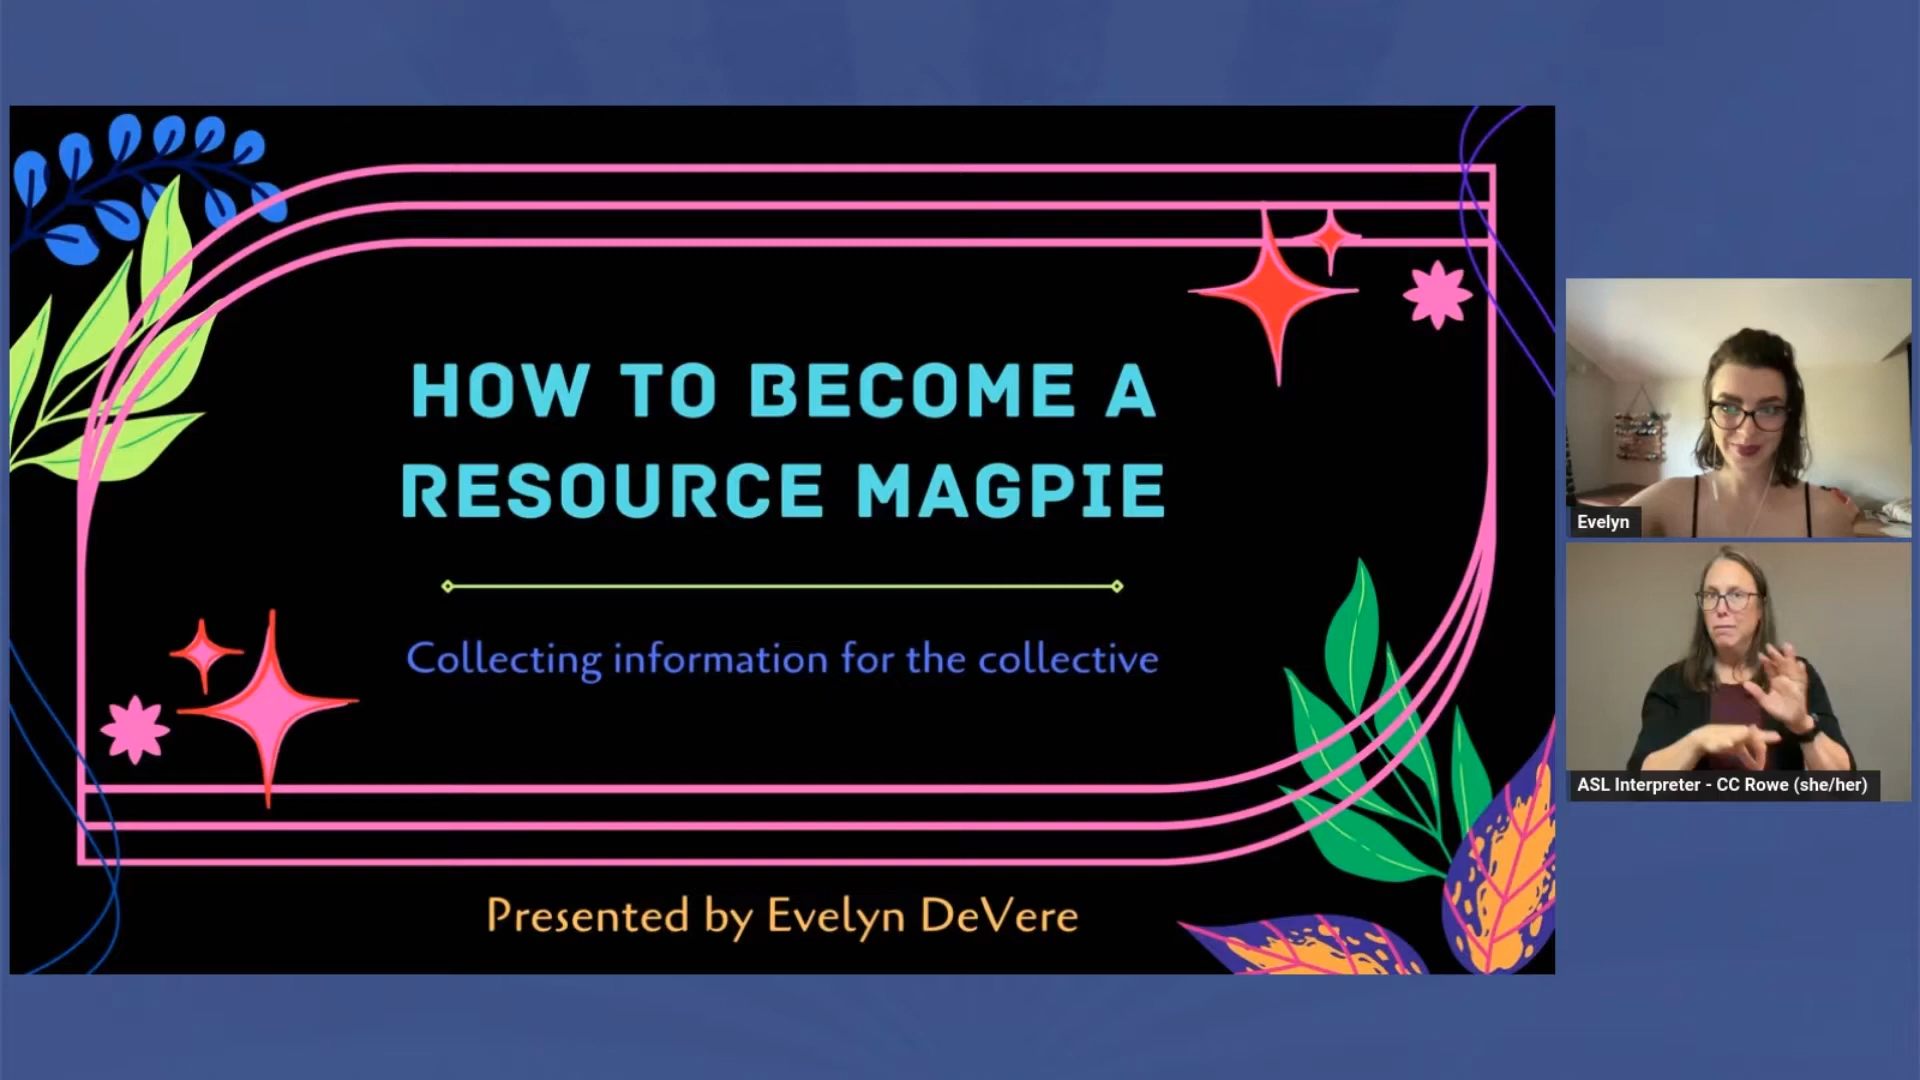 HOW TO BECOME A
RESOURCE MAGPIE
Collecting information for the collective
Presented by Evelyn DeVere
Evelyn
ASL Interpreter - CC Rowe (she/her)